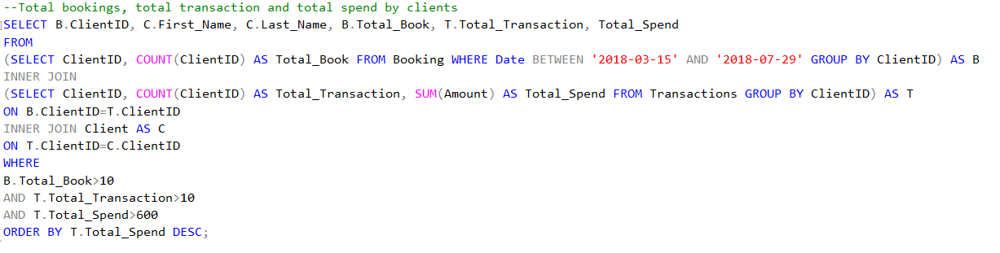 --Total bookings, total transaction and total spend by clients
SELECT B.ClientID, C.First_Name, C.Last_Name, B.Total_Book, T.Total_Transaction, Total_Spend
FROM
(SELECT ClientID, COUNT(ClientID) AS Total_Book FROM Booking WHERE Date BETWEEN '2018-03-15' AND '2018-07-29' GROUP BY ClientID) AS B
INNER JOIN
(SELECT ClientID, COUNT(ClientID) AS Total_Transaction, SUM(Amount) AS Total_Spend FROM Transactions GROUP BY ClientID) AS T
ON B.ClientID=T.ClientID
INNER JOIN Client AS C
ON T.ClientID=C.ClientID
WHERE
B.Total_Book>10
AND T.Total_Transaction>10
AND T.Total_Spend>600
ORDER BY T.Total_Spend DESC;